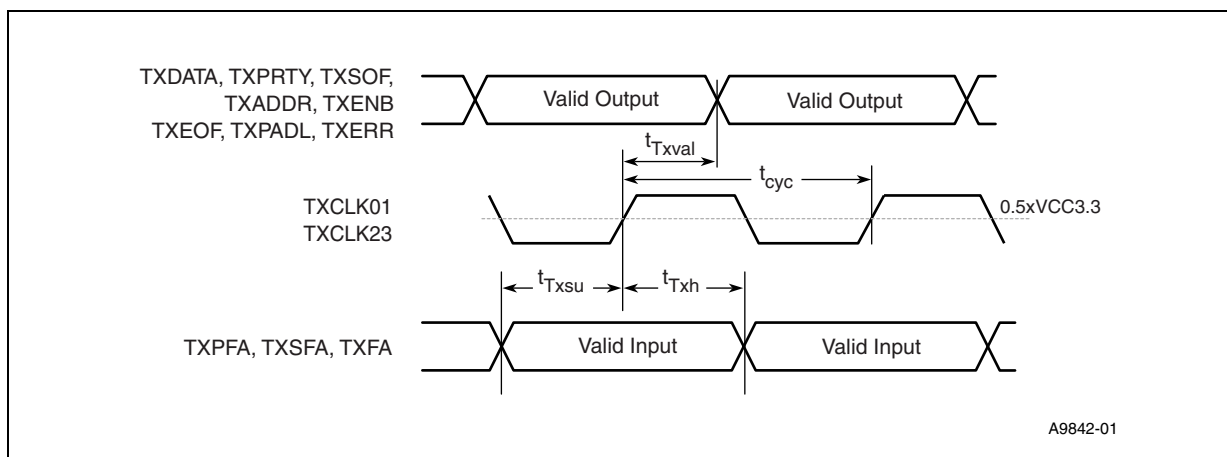 TXDATA, TXPRTY, TXSOF,
TXADDR, TXENB
TXEOF, TXPADL, TXERR
Valid Output
Valid Output
tTxval
tcyc
TXCLK01
TXCLK23
0.5xVCC3.3
tTxsu
tTxh
TXPFA, TXSFA, TXFA
Valid Input
Valid Input
A9842-01